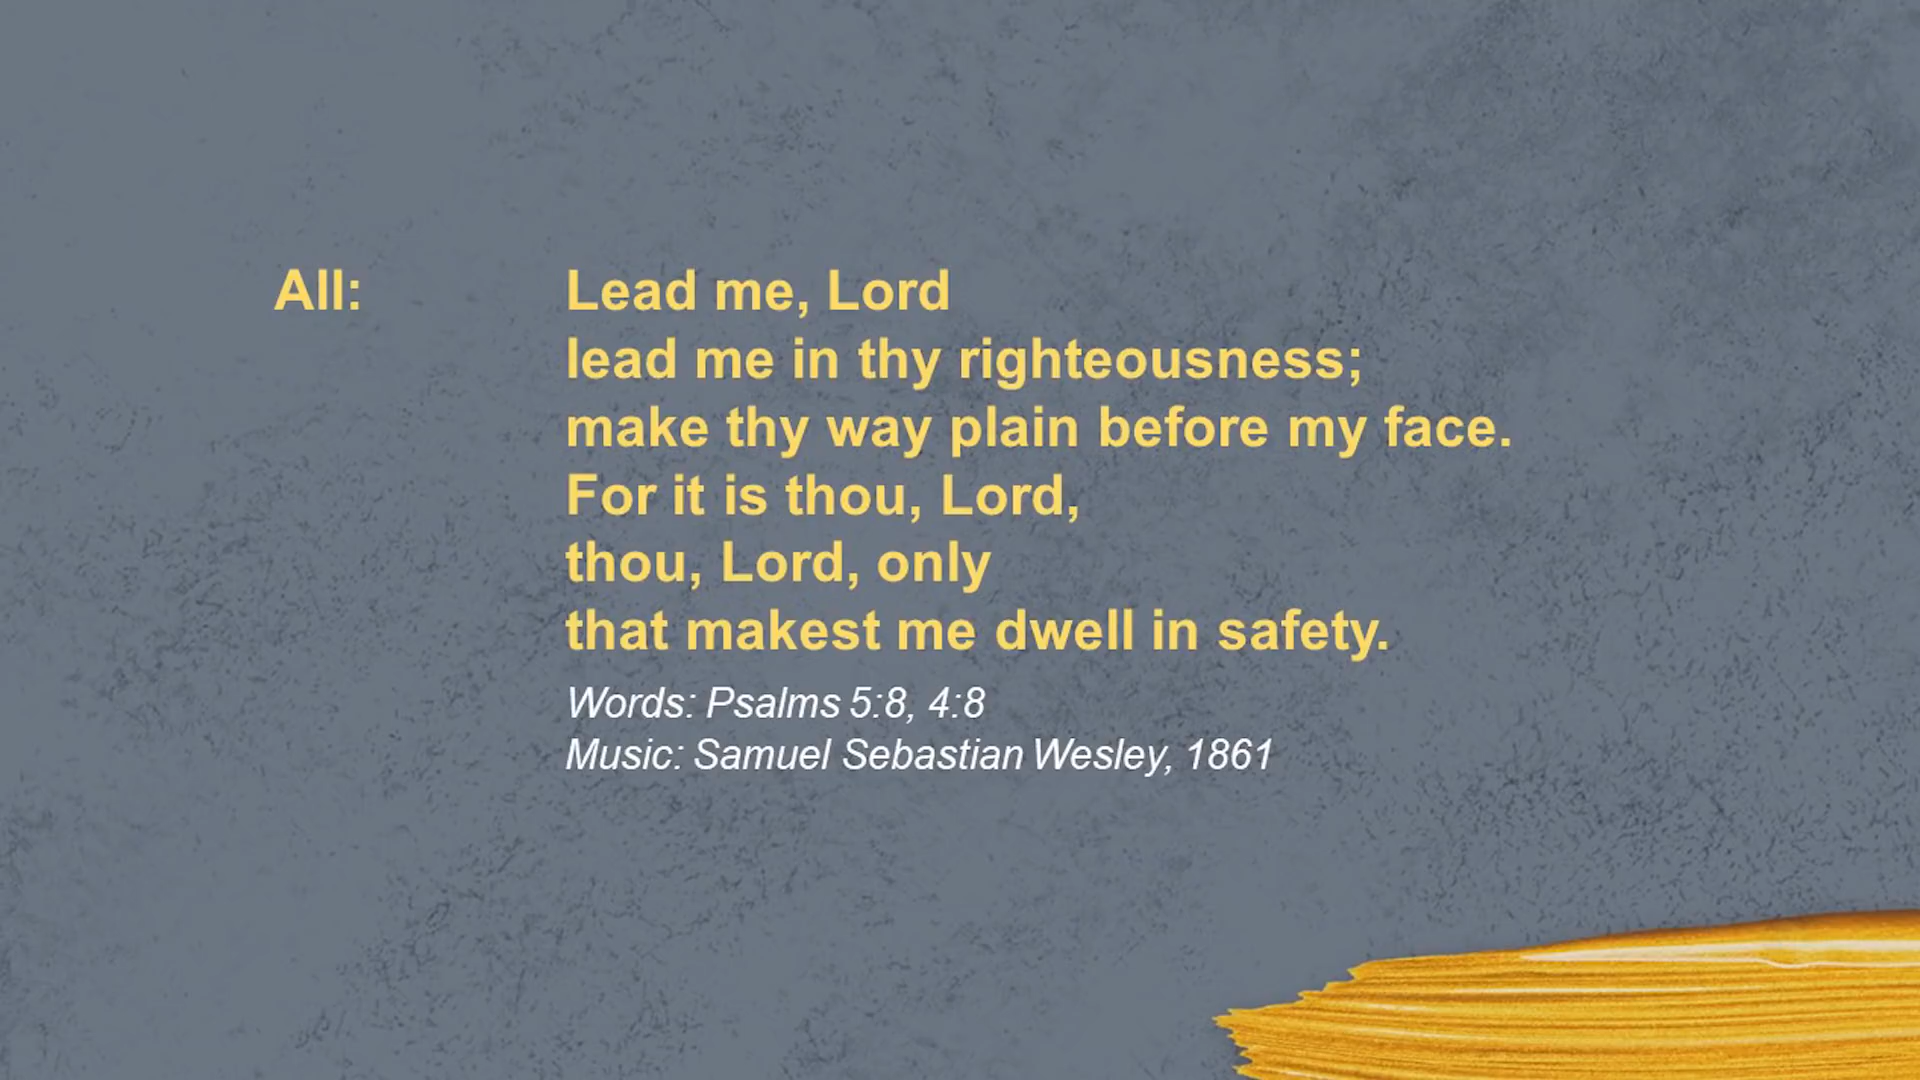 All: Lead me, Lord
lead me in thy righteousness;
make thy way plain before my face.
For it is thou, Lord,
thou, Lord, only
that makest me dwell in safety.
Words: Psalms 5:8, 4:8
Music: Samuel Sebastian Wesley, 1861